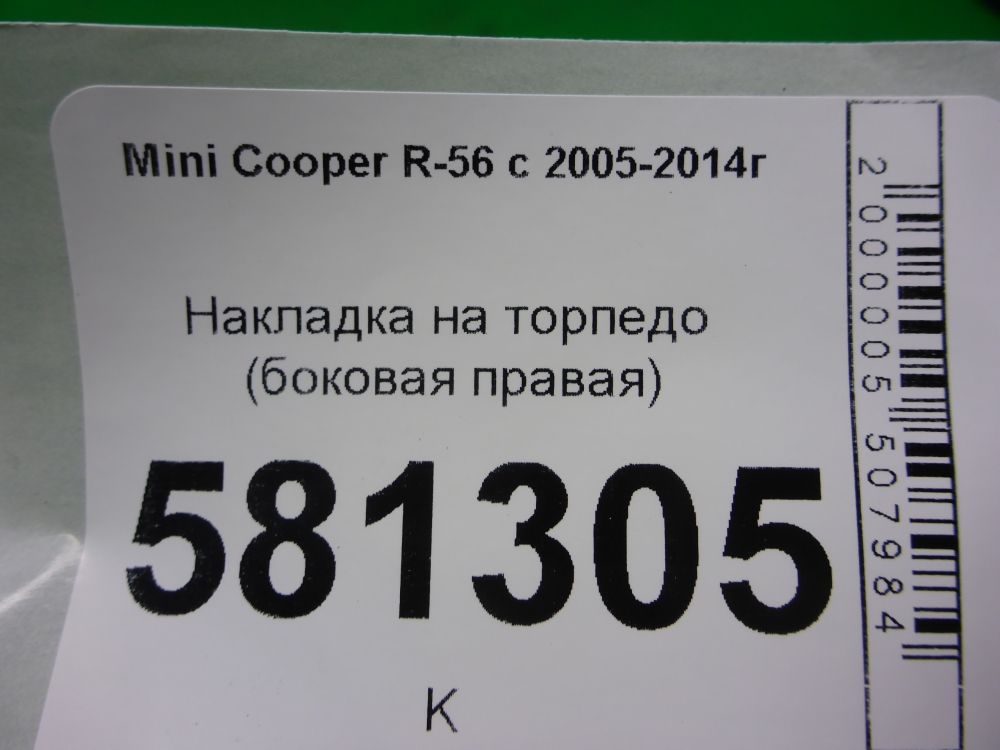 Mini Cooper R-56 с 2005-2014г
Накладка на торпедо
(боковая правая)
581305
К
2000005507984